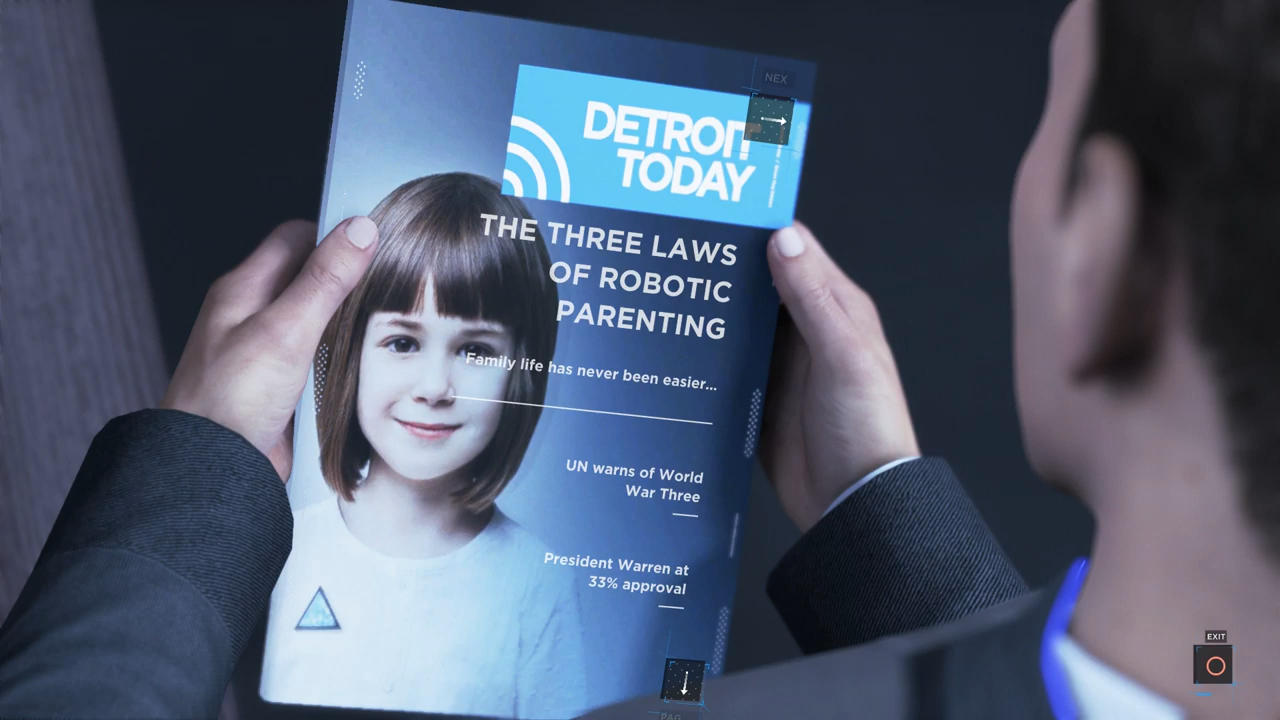 NEX
DETROIT
TODAY
THE THREE LAWS
OF ROBOTIC
PARENTING
Family life has never been easier...
UN warns of World
War Three
President Warren at
33% approval
EXIT
PAG